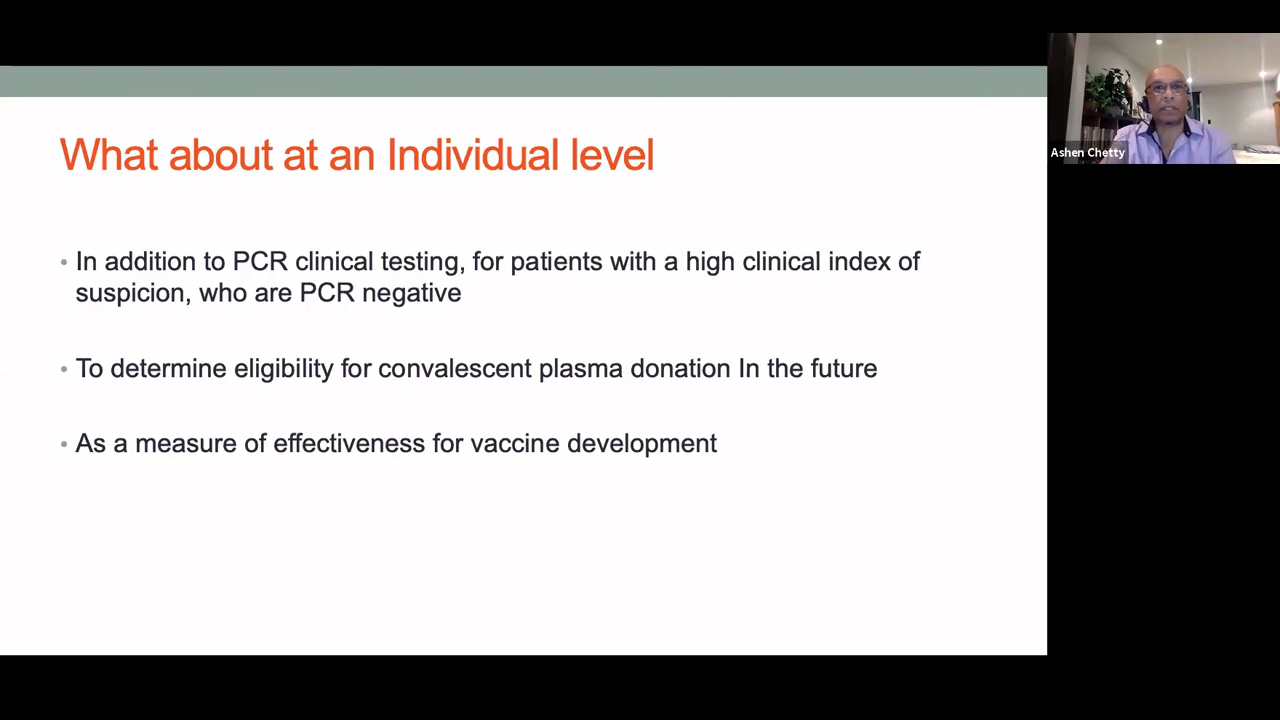 What about at an Individual level
• In addition to PCR clinical testing, for patients with a high clinical index of
suspicion, who are PCR negative
• To determine eligibility for convalescent plasma donation In the future
• As a measure of effectiveness for vaccine development
Ashen Chetty